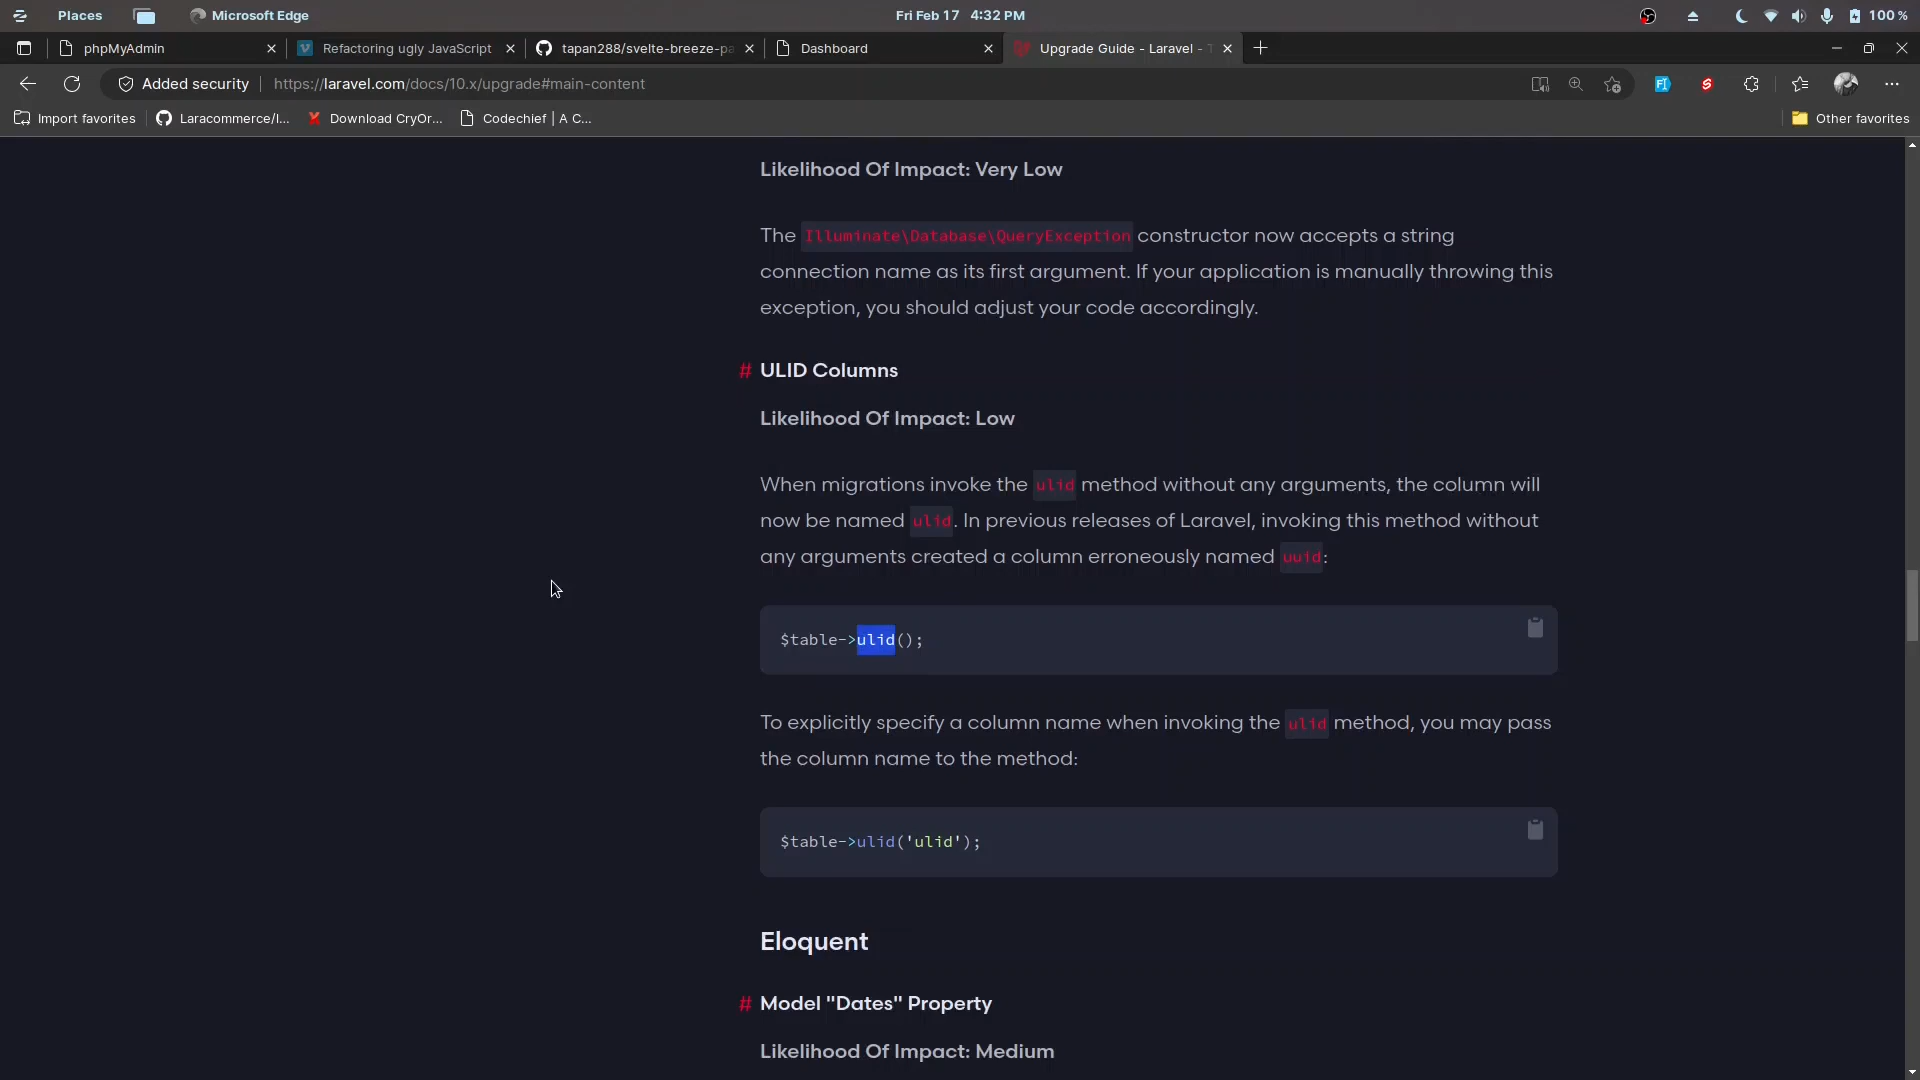 Places
Microsoft Edge
Fri Feb 17 4:32 PM
100 %
phpMyAdmin
Refactoring ugly JavaScript
tapan288/svelte-breeze-pa
Dashboard
Upgrade Guide - Laravel - T
Added security
https://laravel.com/docs/10.x/upgrade#main-content
Import favorites
Laracommerce/l...
Download CryOr...
Codechief | A C...
Other favorites
Likelihood Of Impact: Very Low
The Illuminate\Database\QueryException constructor now accepts a string
connection name as its first argument. If your application is manually throwing this
exception, you should adjust your code accordingly.
# ULID Columns
Likelihood Of Impact: Low
When migrations invoke the ulid method without any arguments, the column will
now be named ulid. In previous releases of Laravel, invoking this method without
any arguments created a column erroneously named uuid:
$table->ulid();
To explicitly specify a column name when invoking the ulid method, you may pass
the column name to the method:
$table->ulid('ulid');
Eloquent
# Model "Dates" Property
Likelihood Of Impact: Medium